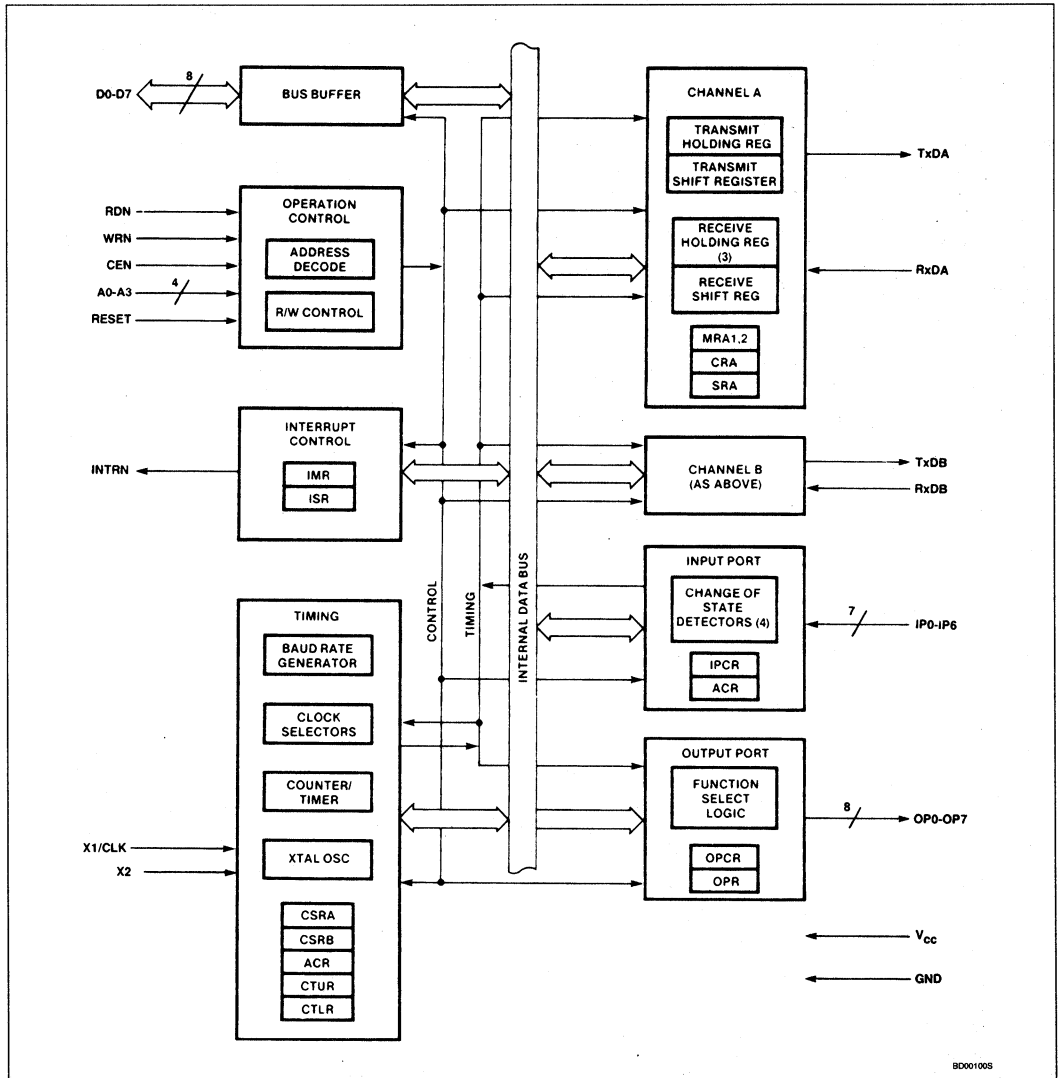 D0-D7
8
BUS BUFFER
RDN
WRN
CEN
A0-A3
4
RESET
OPERATION
CONTROL
ADDRESS
DECODE
R/W CONTROL
INTRN
INTERRUPT
CONTROL
IMR
ISR
TIMING
BAUD RATE
GENERATOR
CLOCK
SELECTORS
COUNTER/
TIMER
X1/CLK
X2
XTAL OSC
CSRA
CSRB
ACR
CTUR
CTLR
CONTROL
TIMING
INTERNAL DATA BUS
CHANNEL A
TRANSMIT
HOLDING REG
TRANSMIT
SHIFT REGISTER
RECEIVE
HOLDING REG
(3)
RECEIVE
SHIFT REG
MRA1,2
CRA
SRA
TxDA
RxDA
CHANNEL B
(AS ABOVE)
TxDB
RxDB
INPUT PORT
CHANGE OF
STATE
DETECTORS (4)
IPCR
ACR
7
IP0-IP6
OUTPUT PORT
FUNCTION
SELECT
LOGIC
OPCR
OPR
8
OP0-OP7
VCC
GND
BD00100S